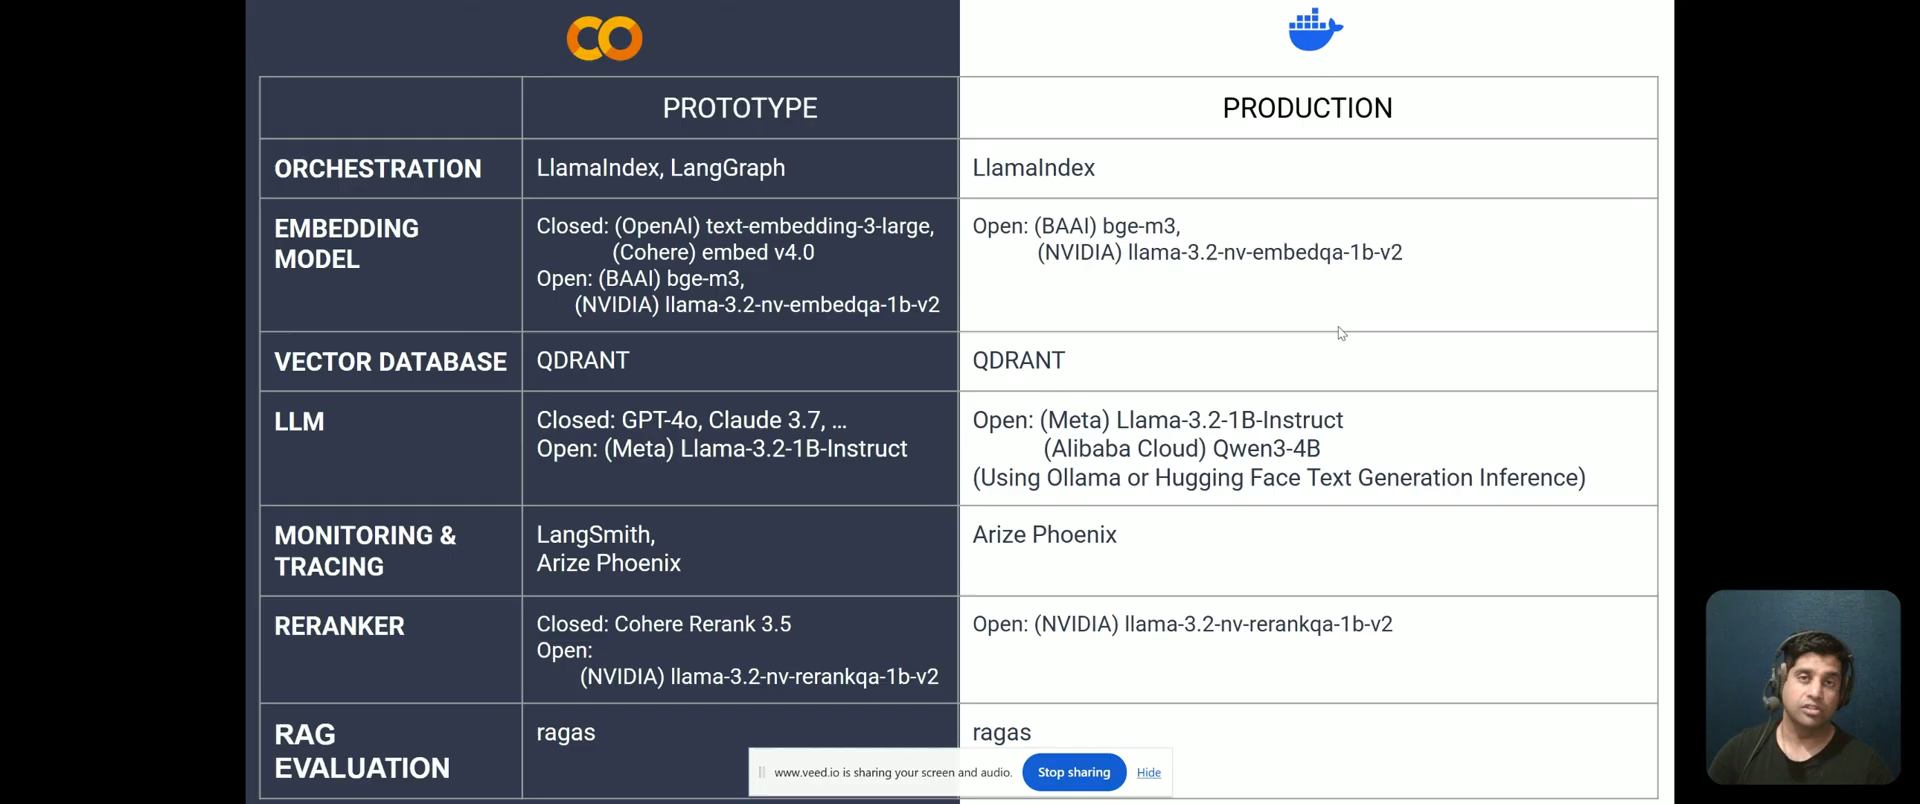 CO
PROTOTYPE
PRODUCTION
ORCHESTRATION
LlamaIndex, LangGraph
LlamaIndex
EMBEDDING
MODEL
Closed: (OpenAI) text-embedding-3-large,
(Cohere) embed v4.0
Open: (BAAI) bge-m3,
(NVIDIA) llama-3.2-nv-embedqa-1b-v2
Open: (BAAI) bge-m3,
(NVIDIA) llama-3.2-nv-embedqa-1b-v2
VECTOR DATABASE
QDRANT
QDRANT
LLM
Closed: GPT-4o, Claude 3.7, ...
Open: (Meta) Llama-3.2-1B-Instruct
Open: (Meta) Llama-3.2-1B-Instruct
(Alibaba Cloud) Qwen3-4B
(Using Ollama or Hugging Face Text Generation Inference)
MONITORING &
TRACING
LangSmith,
Arize Phoenix
Arize Phoenix
RERANKER
Closed: Cohere Rerank 3.5
Open:
(NVIDIA) llama-3.2-nv-rerankqa-1b-v2
Open: (NVIDIA) llama-3.2-nv-rerankqa-1b-v2
RAG
EVALUATION
ragas
ragas
www.veed.io is sharing your screen and audio.
Stop sharing
Hide